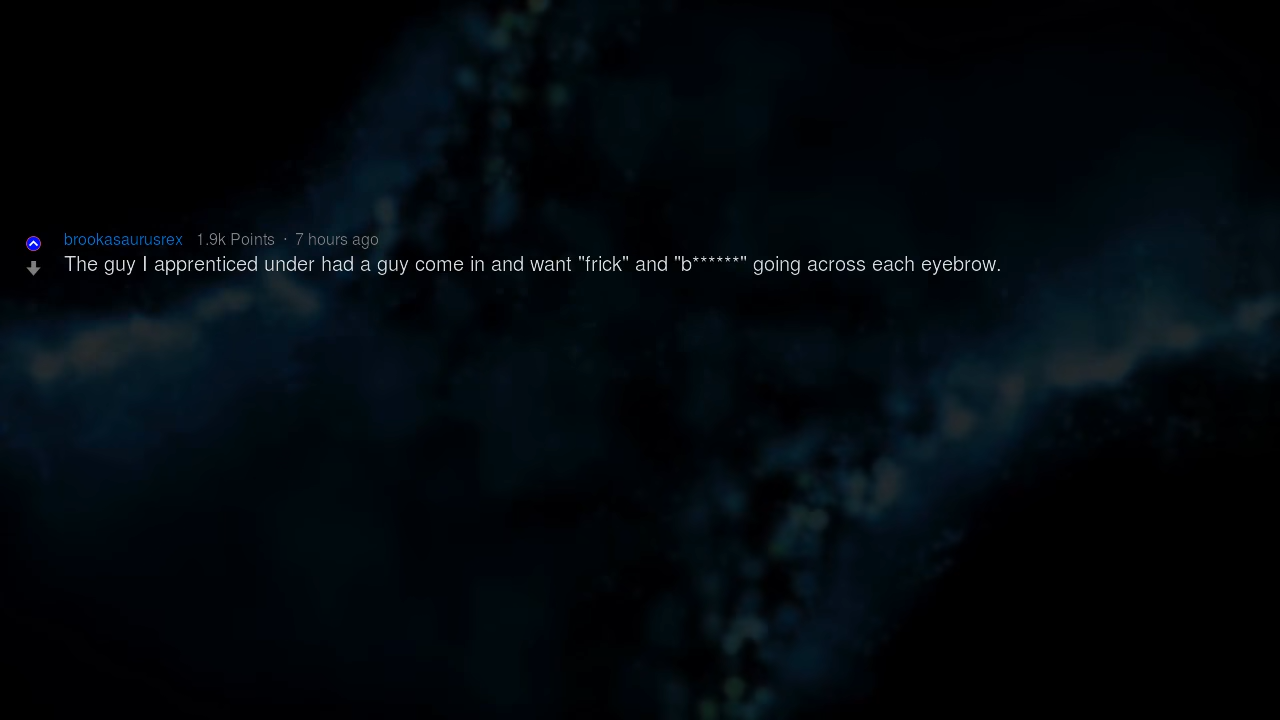 brookasaurusrex 1.9k Points · 7 hours ago
The guy I apprenticed under had a guy come in and want "frick" and "b******" going across each eyebrow.